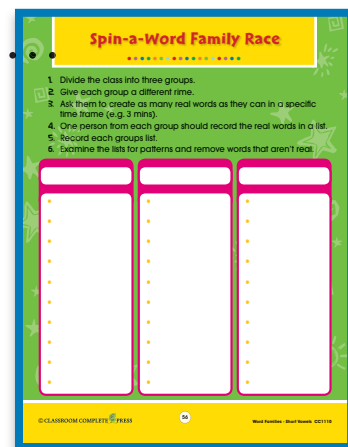 Spin-a-Word Family Race
1. Divide the class into three groups.
2. Give each group a different rime.
3. Ask them to create as many real words as they can in a specific
time frame (e.g. 3 mins).
4. One person from each group should record the real words in a list.
5. Record each groups list.
6. Examine the lists for patterns and remove words that aren't real.
© CLASSROOM COMPLETE PRESS
56
Word Families - Short Vowels CC1110